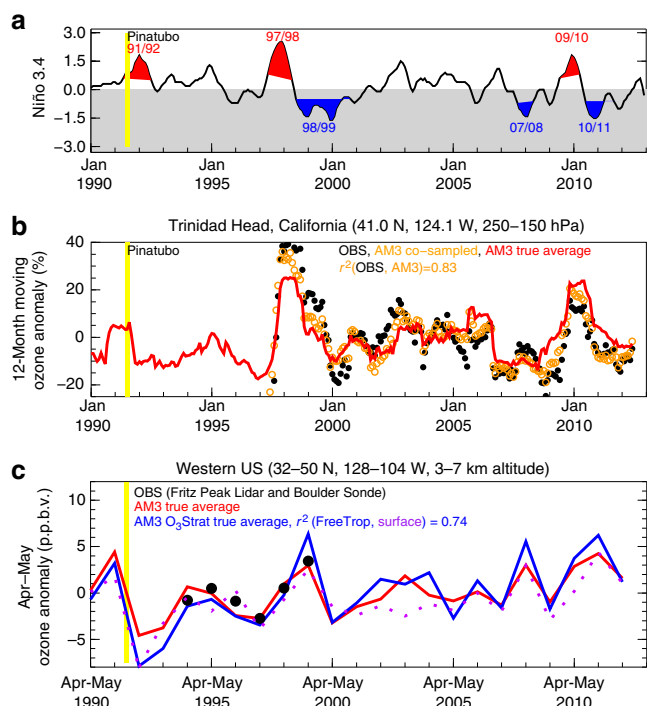 a
Niño 3.4
3.0
1.5
0.0
−1.5
−3.0
Pinatubo
91/92
97/98
09/10
98/99
07/08
10/11
Jan
1990
Jan
1995
Jan
2000
Jan
2005
Jan
2010
b
Trinidad Head, California (41.0 N, 124.1 W, 250–150 hPa)
12-Month moving
ozone anomaly (%)
40
20
0
−20
Pinatubo
OBS, AM3 co-sampled, AM3 true average
r²(OBS, AM3)=0.83
Jan
1990
Jan
1995
Jan
2000
Jan
2005
Jan
2010
c
Western US (32–50 N, 128–104 W, 3–7 km altitude)
Apr–May
ozone anomaly (p.p.b.v.)
10
5
0
−5
OBS (Fritz Peak Lidar and Boulder Sonde)
AM3 true average
AM3 O₃Strat true average, r² (FreeTrop, surface) = 0.74
Apr-May
1990
Apr-May
1995
Apr-May
2000
Apr-May
2005
Apr-May
2010